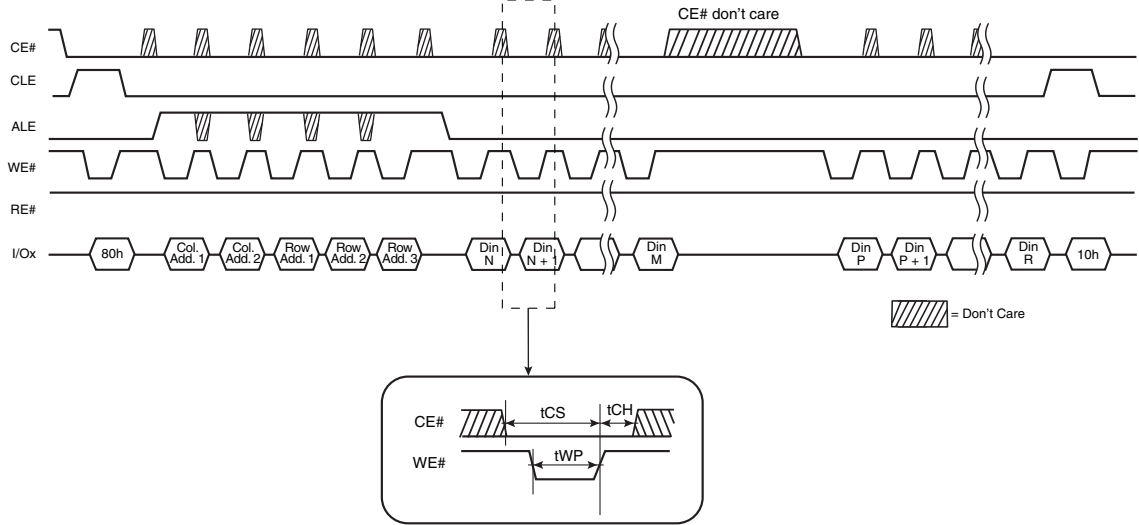 CE# don't care
CE#
CLE
ALE
WE#
RE#
I/Ox
80h
Col.
Add. 1
Col.
Add. 2
Row
Add. 1
Row
Add. 2
Row
Add. 3
Din
N
Din
N + 1
Din
M
Din
P
Din
P + 1
Din
R
10h
= Don't Care
CE#
tCS
tCH
WE#
tWP